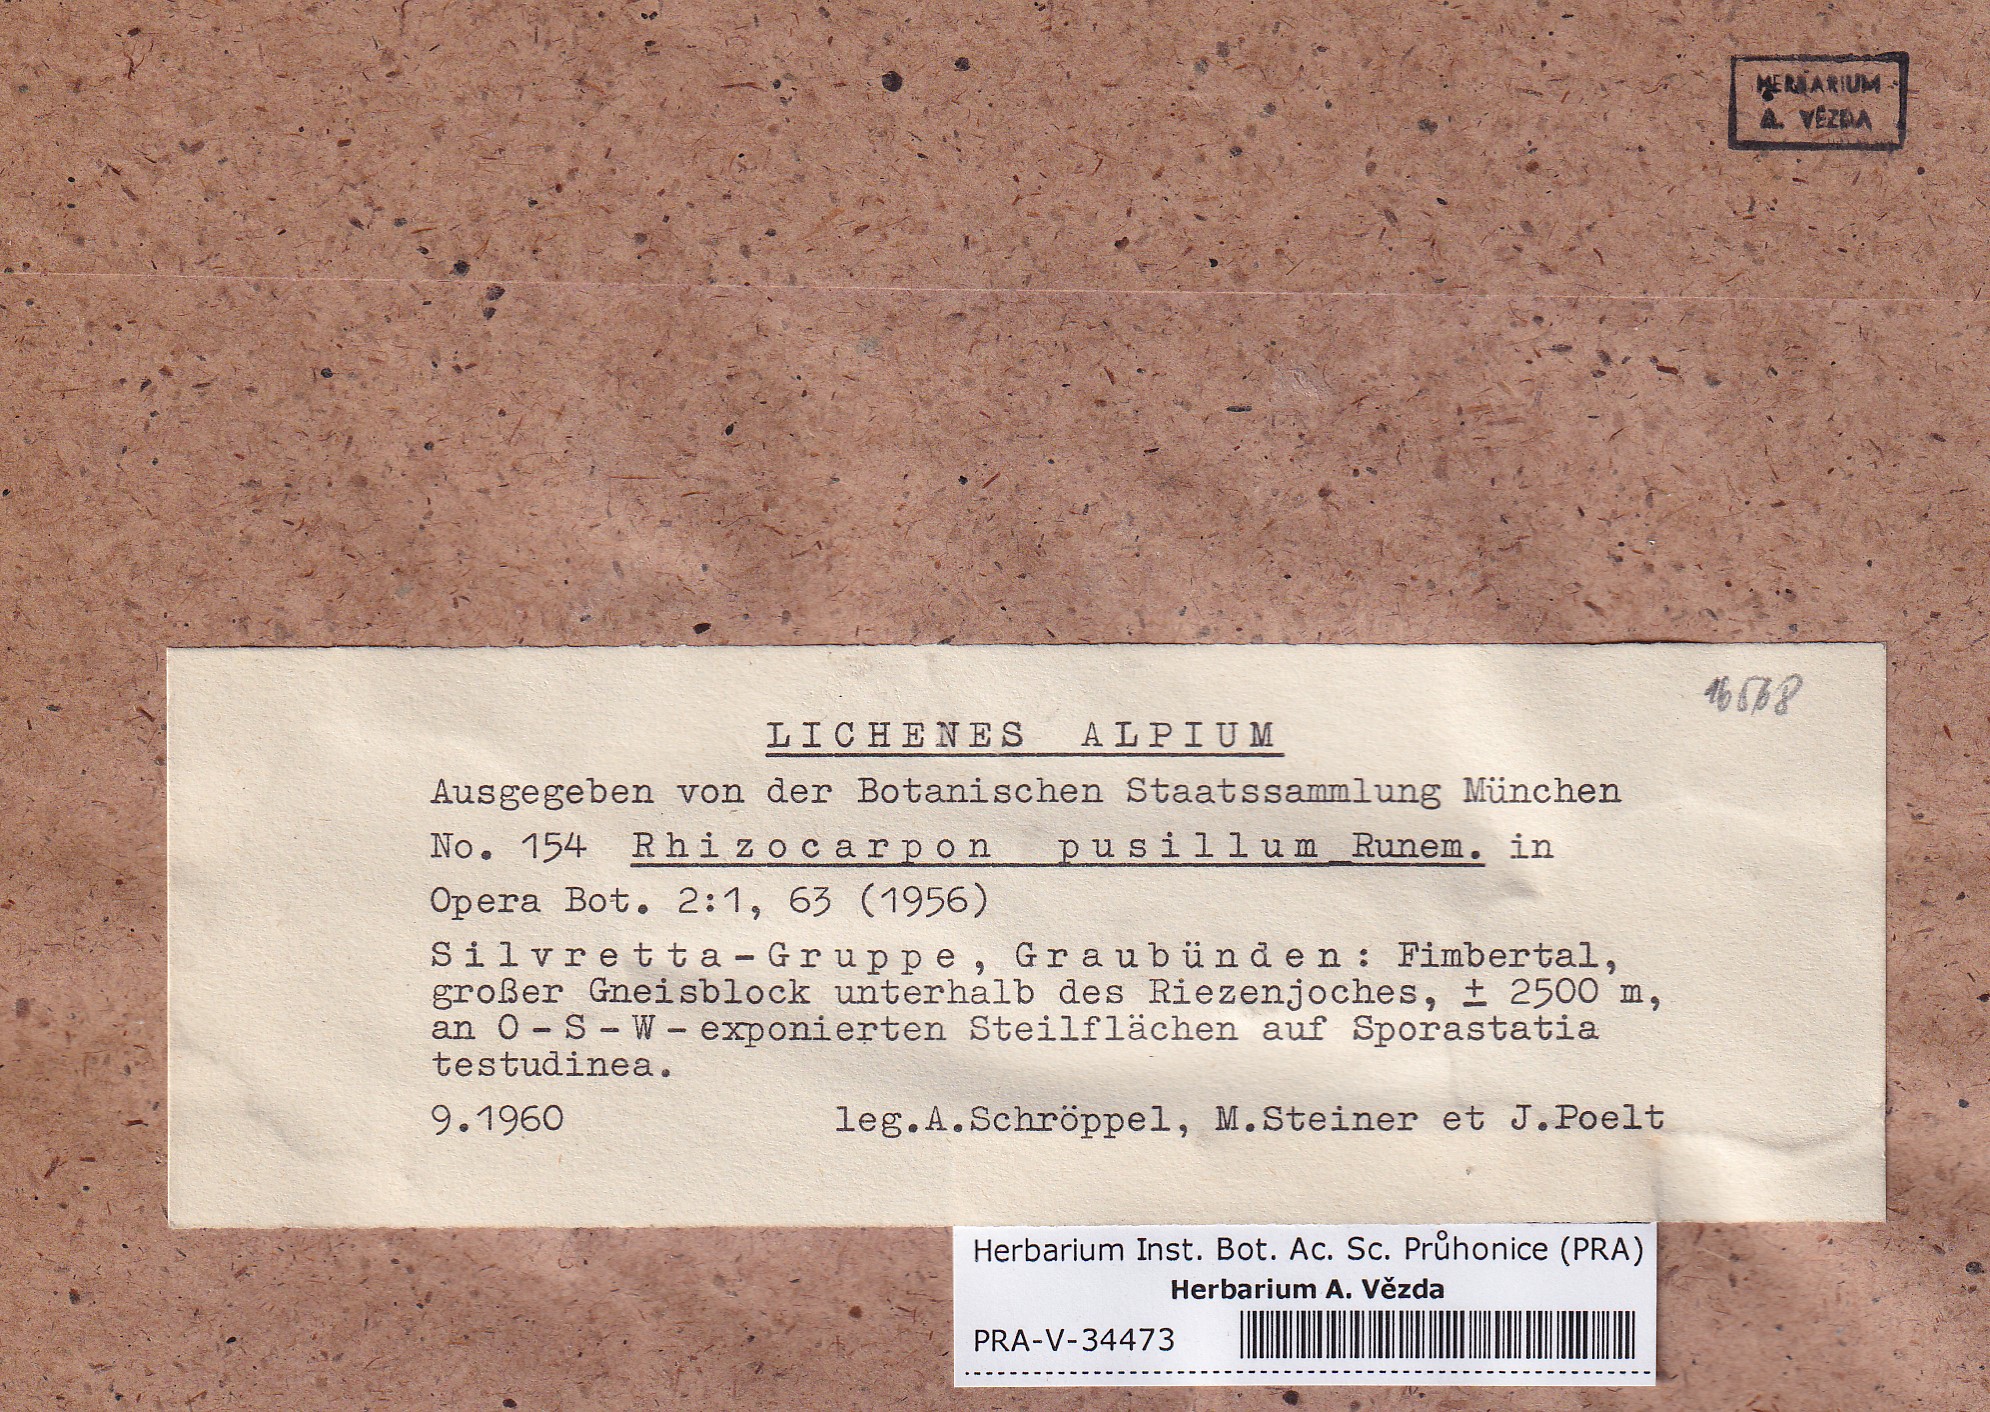 HERBARIUM
A. VĚZDA
LICHENES ALPIUM
Ausgegeben von der Botanischen Staatssammlung München
No. 154 Rhizocarpon pusillum Runem. in
Opera Bot. 2:1, 63 (1956)
Silvretta-Gruppe, Graubünden: Fimbertal,
großer Gneisblock unterhalb des Riezenjoches, ± 2500 m,
an O - S - W - exponierten Steilflächen auf Sporastatia
testudinea.
9.1960 leg.A.Schröppel, M.Steiner et J.Poelt
Herbarium Inst. Bot. Ac. Sc. Průhonice (PRA)
Herbarium A. Vězda
PRA-V-34473